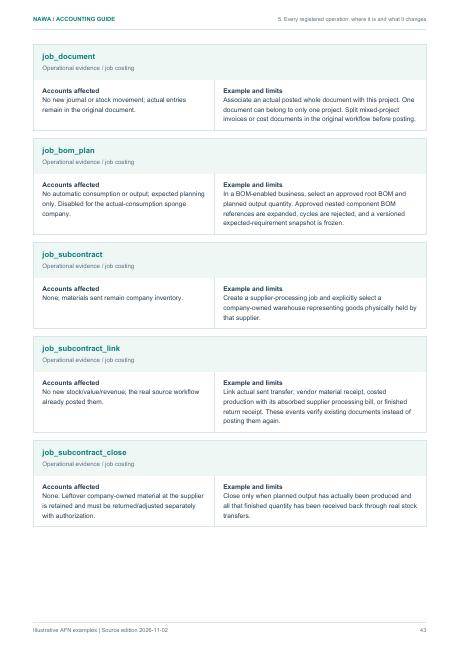 NAWA / ACCOUNTING GUIDE
5. Every registered operation: where it is and what it changes
job_document
Operational evidence / job costing
Accounts affected
No new journal or stock movement; actual entries
remain in the original document.
Example and limits
Associate an actual posted whole document with this project. One
document can belong to only one project. Split mixed-project
invoices or cost documents in the original workflow before posting.
job_bom_plan
Operational evidence / job costing
Accounts affected
No automatic consumption or output; expected planning
only. Disabled for the actual-consumption sponge
company.
Example and limits
In a BOM-enabled business, select an approved root BOM and
planned output quantity. Approved nested component BOM
references are expanded, cycles are rejected, and a versioned
expected-requirement snapshot is frozen.
job_subcontract
Operational evidence / job costing
Accounts affected
None; materials sent remain company inventory.
Example and limits
Create a supplier-processing job and explicitly select a
company-owned warehouse representing goods physically held by
that supplier.
job_subcontract_link
Operational evidence / job costing
Accounts affected
No new stock/value/revenue; the real source workflow
already posted them.
Example and limits
Link actual sent transfer, vendor material receipt, costed
production with its absorbed supplier processing bill, or finished
return receipt. These events verify existing documents instead of
posting them again.
job_subcontract_close
Operational evidence / job costing
Accounts affected
None. Leftover company-owned material at the supplier
is retained and must be returned/adjusted separately
with authorization.
Example and limits
Close only when planned output has actually been produced and
all that finished quantity has been received back through real stock
transfers.
Illustrative AFN examples | Source edition 2026-11-02
43